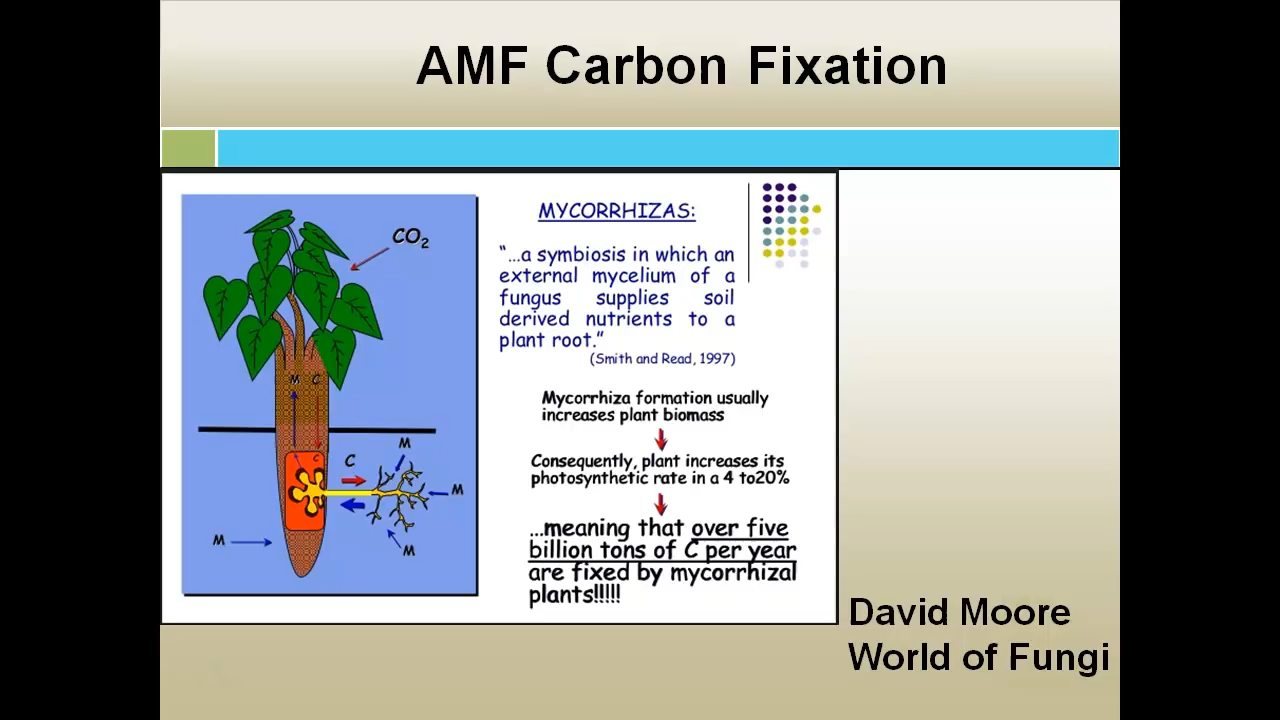 AMF Carbon Fixation
MYCORRHIZAS:
CO2
"...a symbiosis in which an
external mycelium of a
fungus supplies soil
derived nutrients to a
plant root."
(Smith and Read, 1997)
M C
Mycorrhiza formation usually
increases plant biomass
M
C
C
Consequently, plant increases its
photosynthetic rate in a 4 to20%
M
M
M
...meaning that over five
billion tons of C per year
are fixed by mycorrhizal
plants!!!!!
David Moore
World of Fungi